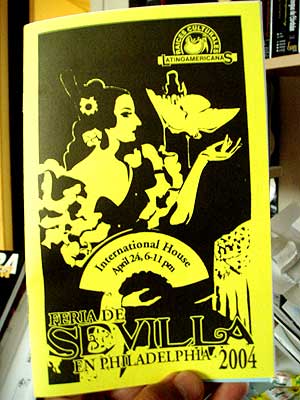 RAICES CULTURALES
LATINOAMERICANAS
International House
April 24, 6-11 pm
FERIA DE
SEVILLA
EN PHILADELPHIA 2004